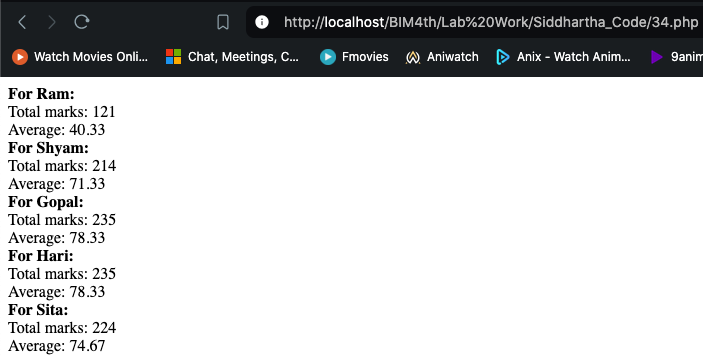 http://localhost/BIM4th/Lab%20Work/Siddhartha_Code/34.php
Watch Movies Onli... Chat, Meetings, C... Fmovies Aniwatch Anix - Watch Anim... 9anim
For Ram:
Total marks: 121
Average: 40.33
For Shyam:
Total marks: 214
Average: 71.33
For Gopal:
Total marks: 235
Average: 78.33
For Hari:
Total marks: 235
Average: 78.33
For Sita:
Total marks: 224
Average: 74.67